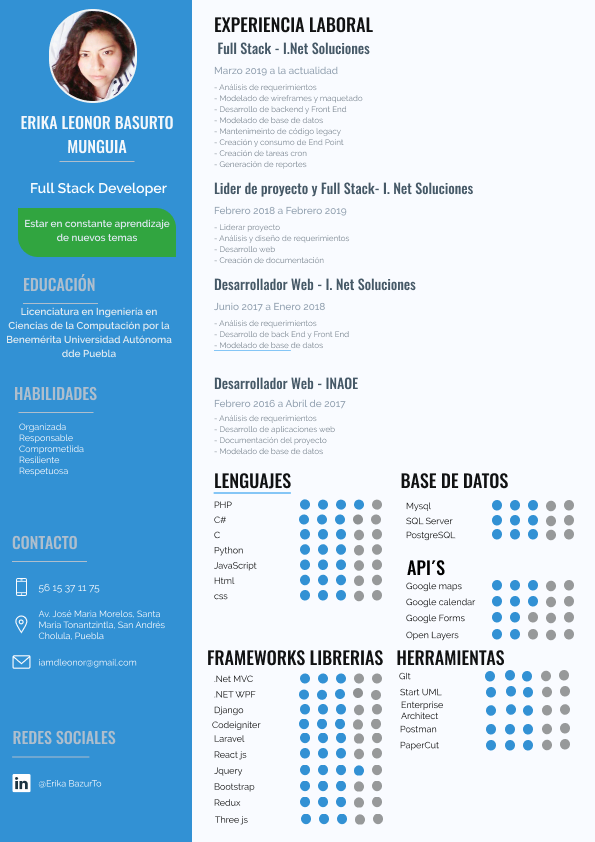 ERIKA LEONOR BASURTO
MUNGUIA
Full Stack Developer
Estar en constante aprendizaje
de nuevos temas
EDUCACIÓN
Licenciatura en Ingeniería en
Ciencias de la Computación por la
Benemérita Universidad Autónoma
dde Puebla
HABILIDADES
Organizada
Responsable
Comprometlida
Resiliente
Respetuosa
CONTACTO
56 15 37 11 75
Av. José Maria Morelos, Santa
Maria Tonantzintla, San Andrés
Cholula, Puebla
iamdleonor@gmail.com
REDES SOCIALES
in
@Erika BazurTo
EXPERIENCIA LABORAL
Full Stack - I.Net Soluciones
Marzo 2019 a la actualidad
- Análisis de requerimientos
- Modelado de wireframes y maquetado
- Desarrollo de backend y Front End
- Modelado de base de datos
- Mantenimeinto de código legacy
- Creación y consumo de End Point
- Creación de tareas cron
- Generación de reportes
Lider de proyecto y Full Stack- I. Net Soluciones
Febrero 2018 a Febrero 2019
- Liderar proyecto
- Análisis y diseño de requerimientos
- Desarrollo web
- Creación de documentación
Desarrollador Web - I. Net Soluciones
Junio 2017 a Enero 2018
- Análisis de requerimientos
- Desarrollo de back End y Front End
- Modelado de base de datos
Desarrollador Web - INAOE
Febrero 2016 a Abril de 2017
- Análisis de requerimientos
- Desarrollo de aplicaciones web
- Documentación del proyecto
- Modelado de base de datos
LENGUAJES
PHP
C#
C
Python
JavaScript
Html
css
BASE DE DATOS
Mysql
SQL Server
PostgreSQL
API´S
Google maps
Google calendar
Google Forms
Open Layers
FRAMEWORKS LIBRERIAS
.Net MVC
.NET WPF
Django
Codeigniter
Laravel
React js
Jquery
Bootstrap
Redux
Three js
HERRAMIENTAS
GIt
Start UML
Enterprise
Architect
Postman
PaperCut